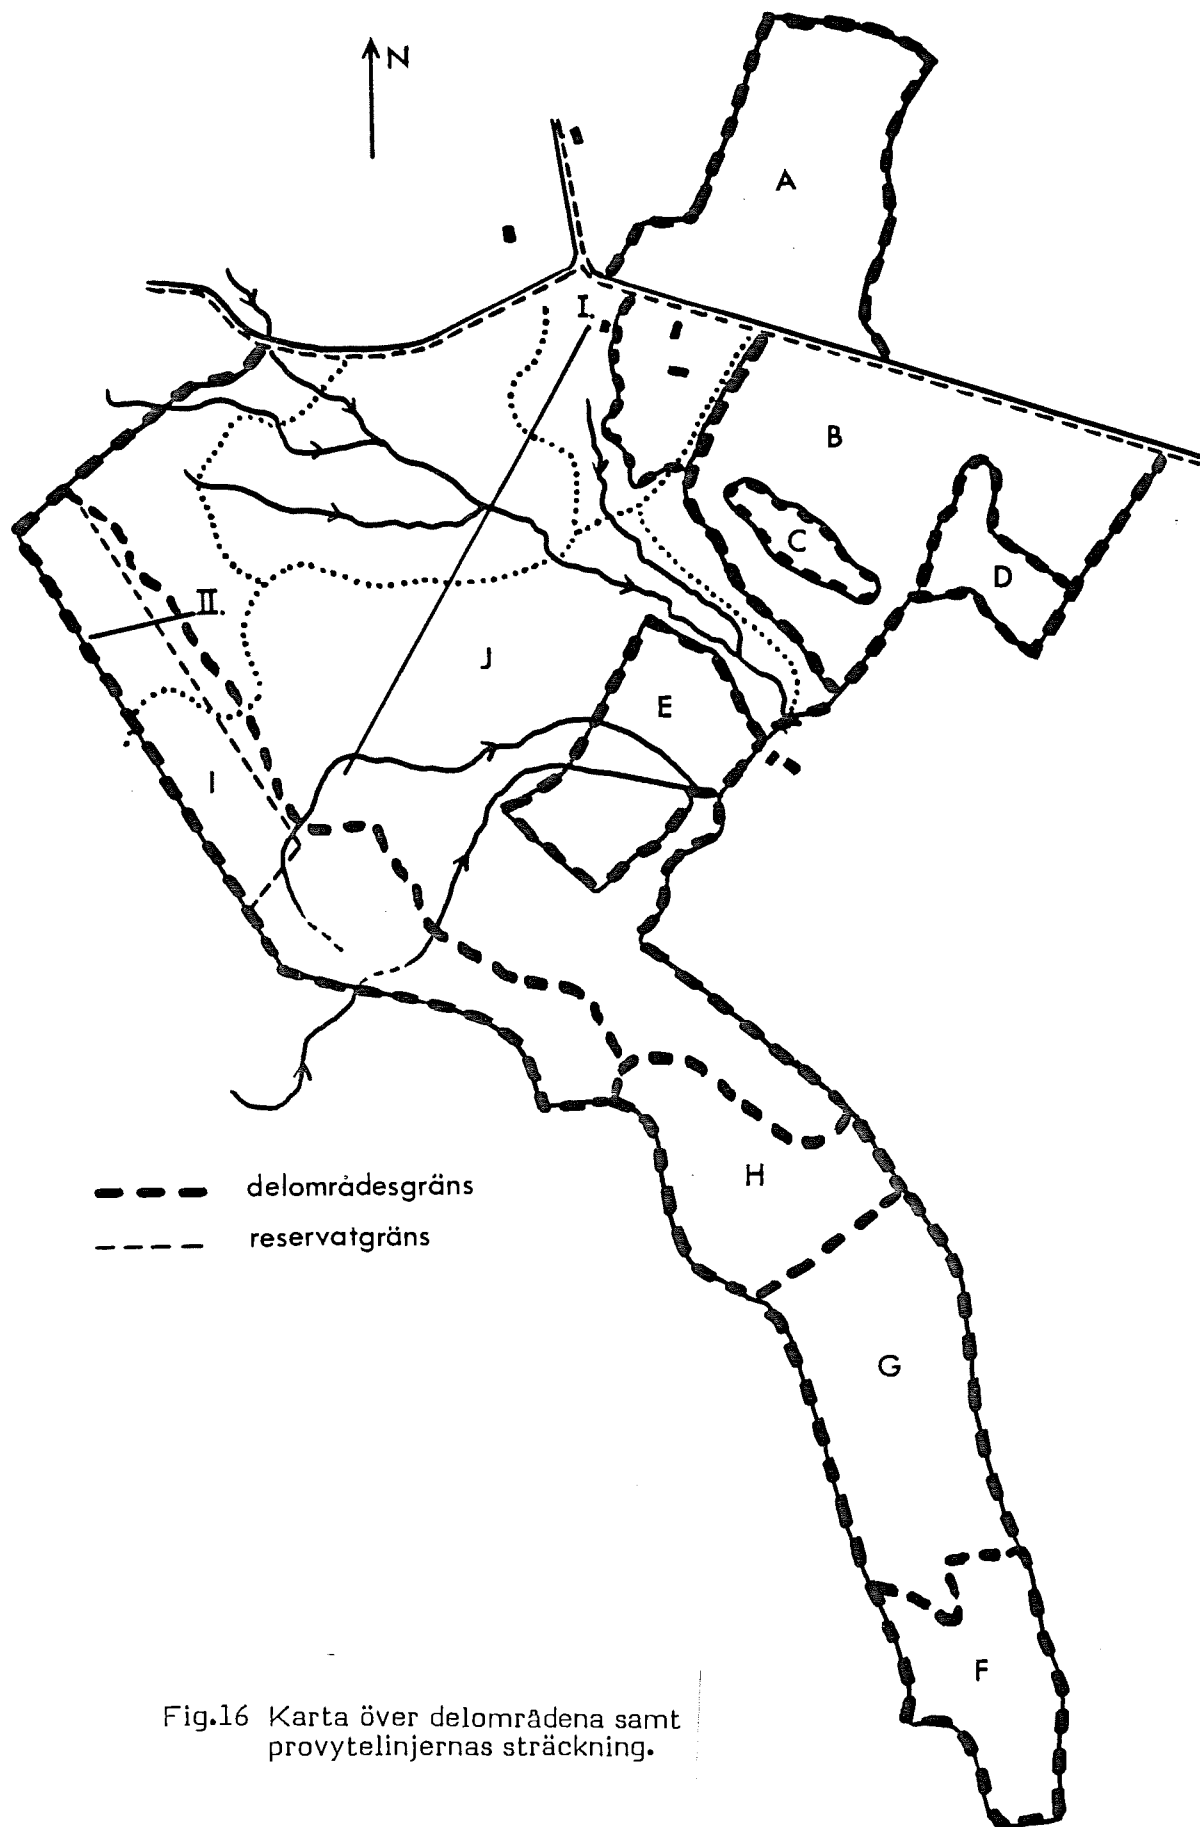 N
A
I.
B
C
D
II.
J
E
I
delområdesgräns
H
reservatgräns
G
F
Fig.16 Karta över delområdena samt
provytelinjernas sträckning.